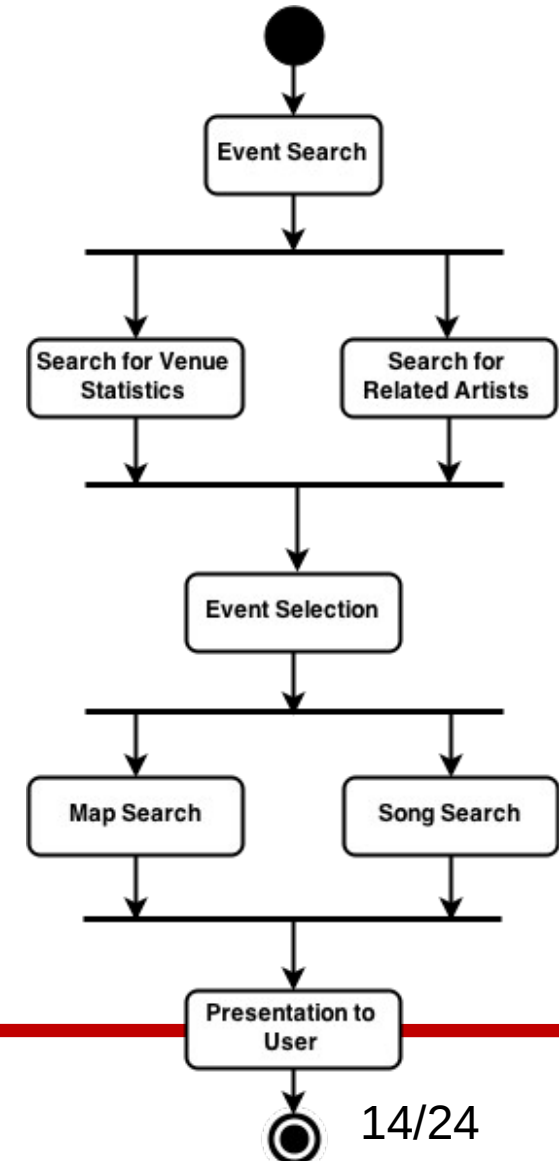 Event Search
Search for Venue
Statistics
Search for
Related Artists
Event Selection
Map Search
Song Search
Presentation to
User
14/24